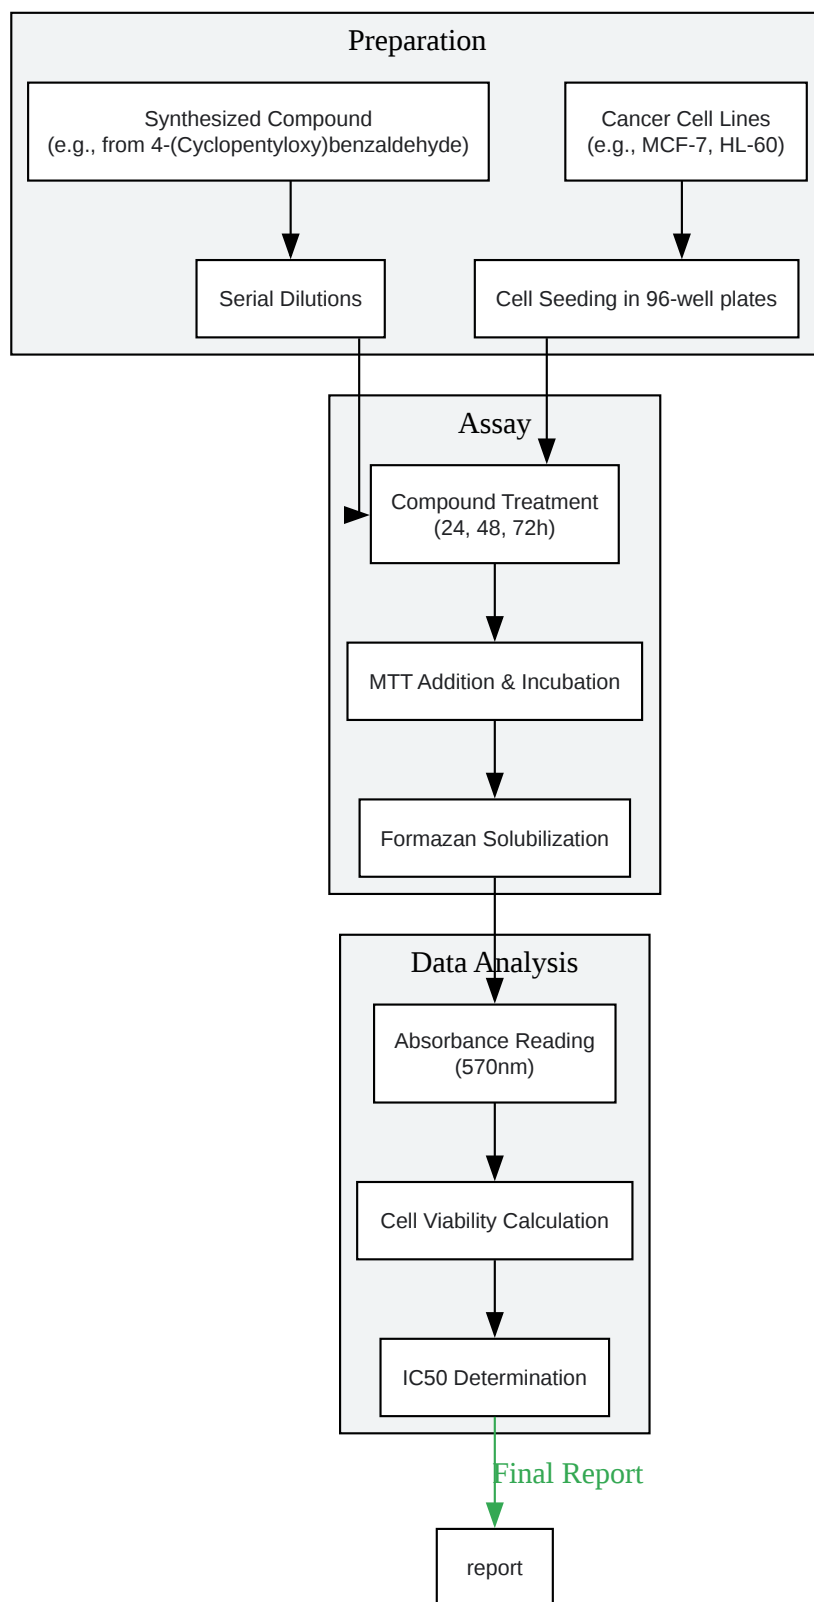 Preparation
Synthesized Compound
(e.g., from 4-(Cyclopentyloxy)benzaldehyde)
Cancer Cell Lines
(e.g., MCF-7, HL-60)
Serial Dilutions
Cell Seeding in 96-well plates
Assay
Compound Treatment
(24, 48, 72h)
MTT Addition & Incubation
Formazan Solubilization
Data Analysis
Absorbance Reading
(570nm)
Cell Viability Calculation
IC50 Determination
Final Report
report